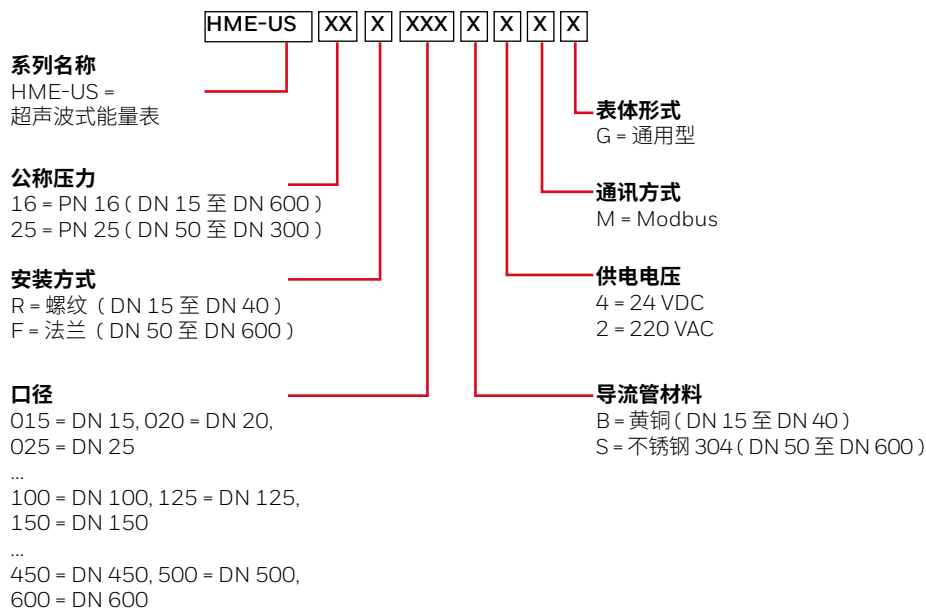 HME-US XX X XXX X X X X
系列名称
HME-US =
超声波式能量表
公称压力
16 = PN 16 ( DN 15 至 DN 600 )
25 = PN 25 ( DN 50 至 DN 300 )
安装方式
R = 螺纹 ( DN 15 至 DN 40 )
F = 法兰 ( DN 50 至 DN 600 )
口径
015 = DN 15, 020 = DN 20,
025 = DN 25
...
100 = DN 100, 125 = DN 125,
150 = DN 150
...
450 = DN 450, 500 = DN 500,
600 = DN 600
表体形式
G = 通用型
通讯方式
M = Modbus
供电电压
4 = 24 VDC
2 = 220 VAC
导流管材料
B = 黄铜 ( DN 15 至 DN 40 )
S = 不锈钢 304 ( DN 50 至 DN 600 )